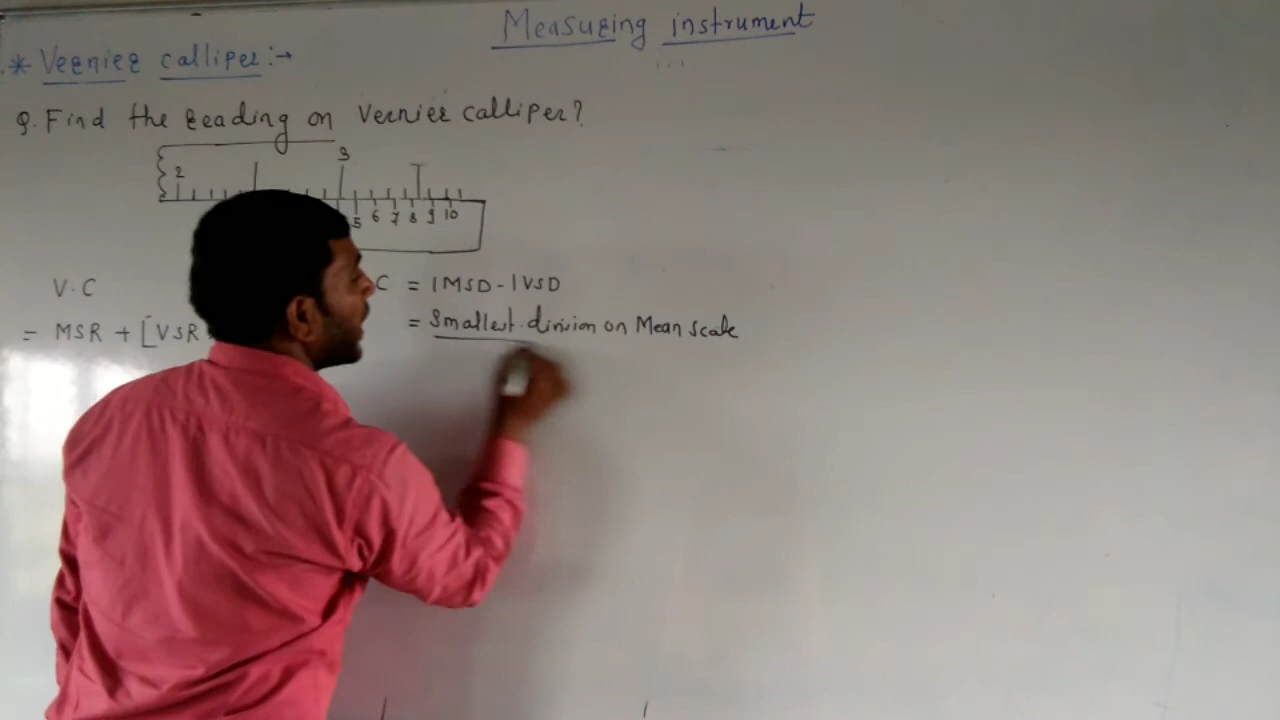 Measuring instrument
* Vernier calliper:→
Q. Find the reading on Vernier calliper?
2 3
5 6 7 8 9 10
V.C C = 1MSD - 1VSD
= MSR + [VSR = Smallest division on Mean scale